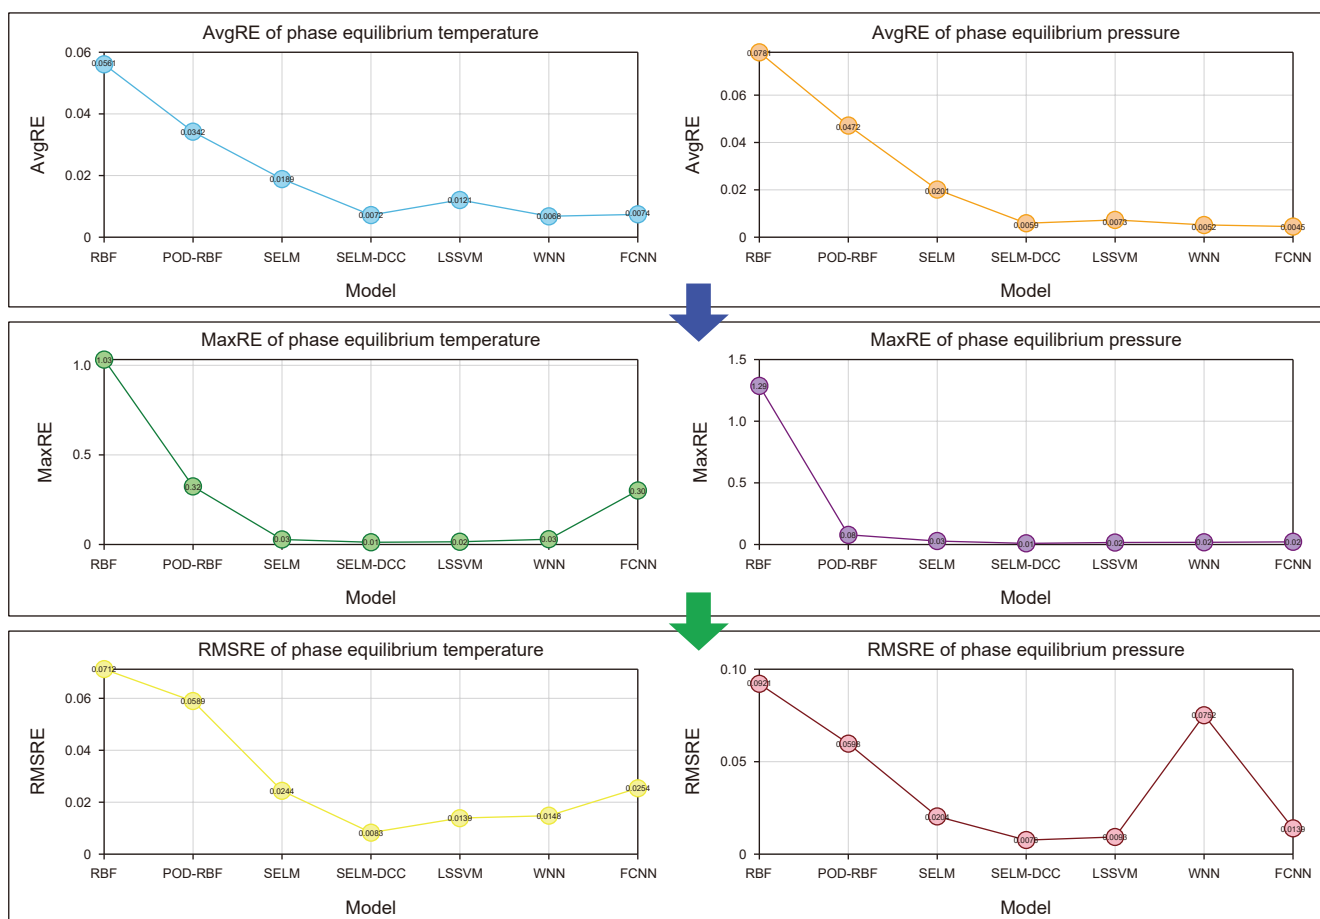 AvgRE of phase equilibrium temperature
0.06
0.04
0.02
0
AvgRE
0.0561
0.0342
0.0189
0.0072
0.0121
0.0068
0.0074
RBF POD-RBF SELM SELM-DCC LSSVM WNN FCNN
Model
AvgRE of phase equilibrium pressure
0.06
0.04
0.02
0
AvgRE
0.0781
0.0472
0.0201
0.0059
0.0073
0.0052
0.0045
RBF POD-RBF SELM SELM-DCC LSSVM WNN FCNN
Model
MaxRE of phase equilibrium temperature
1.0
0.5
0
MaxRE
1.03
0.32
0.03
0.01
0.02
0.03
0.30
RBF POD-RBF SELM SELM-DCC LSSVM WNN FCNN
Model
MaxRE of phase equilibrium pressure
1.5
1.0
0.5
0
MaxRE
1.29
0.08
0.03
0.01
0.02
0.02
0.02
RBF POD-RBF SELM SELM-DCC LSSVM WNN FCNN
Model
RMSRE of phase equilibrium temperature
0.06
0.04
0.02
0
RMSRE
0.0712
0.0589
0.0244
0.0083
0.0139
0.0148
0.0254
RBF POD-RBF SELM SELM-DCC LSSVM WNN FCNN
Model
RMSRE of phase equilibrium pressure
0.10
0.05
0
RMSRE
0.0921
0.0598
0.0204
0.0093
0.0752
0.0139
RBF POD-RBF SELM SELM-DCC LSSVM WNN FCNN
Model